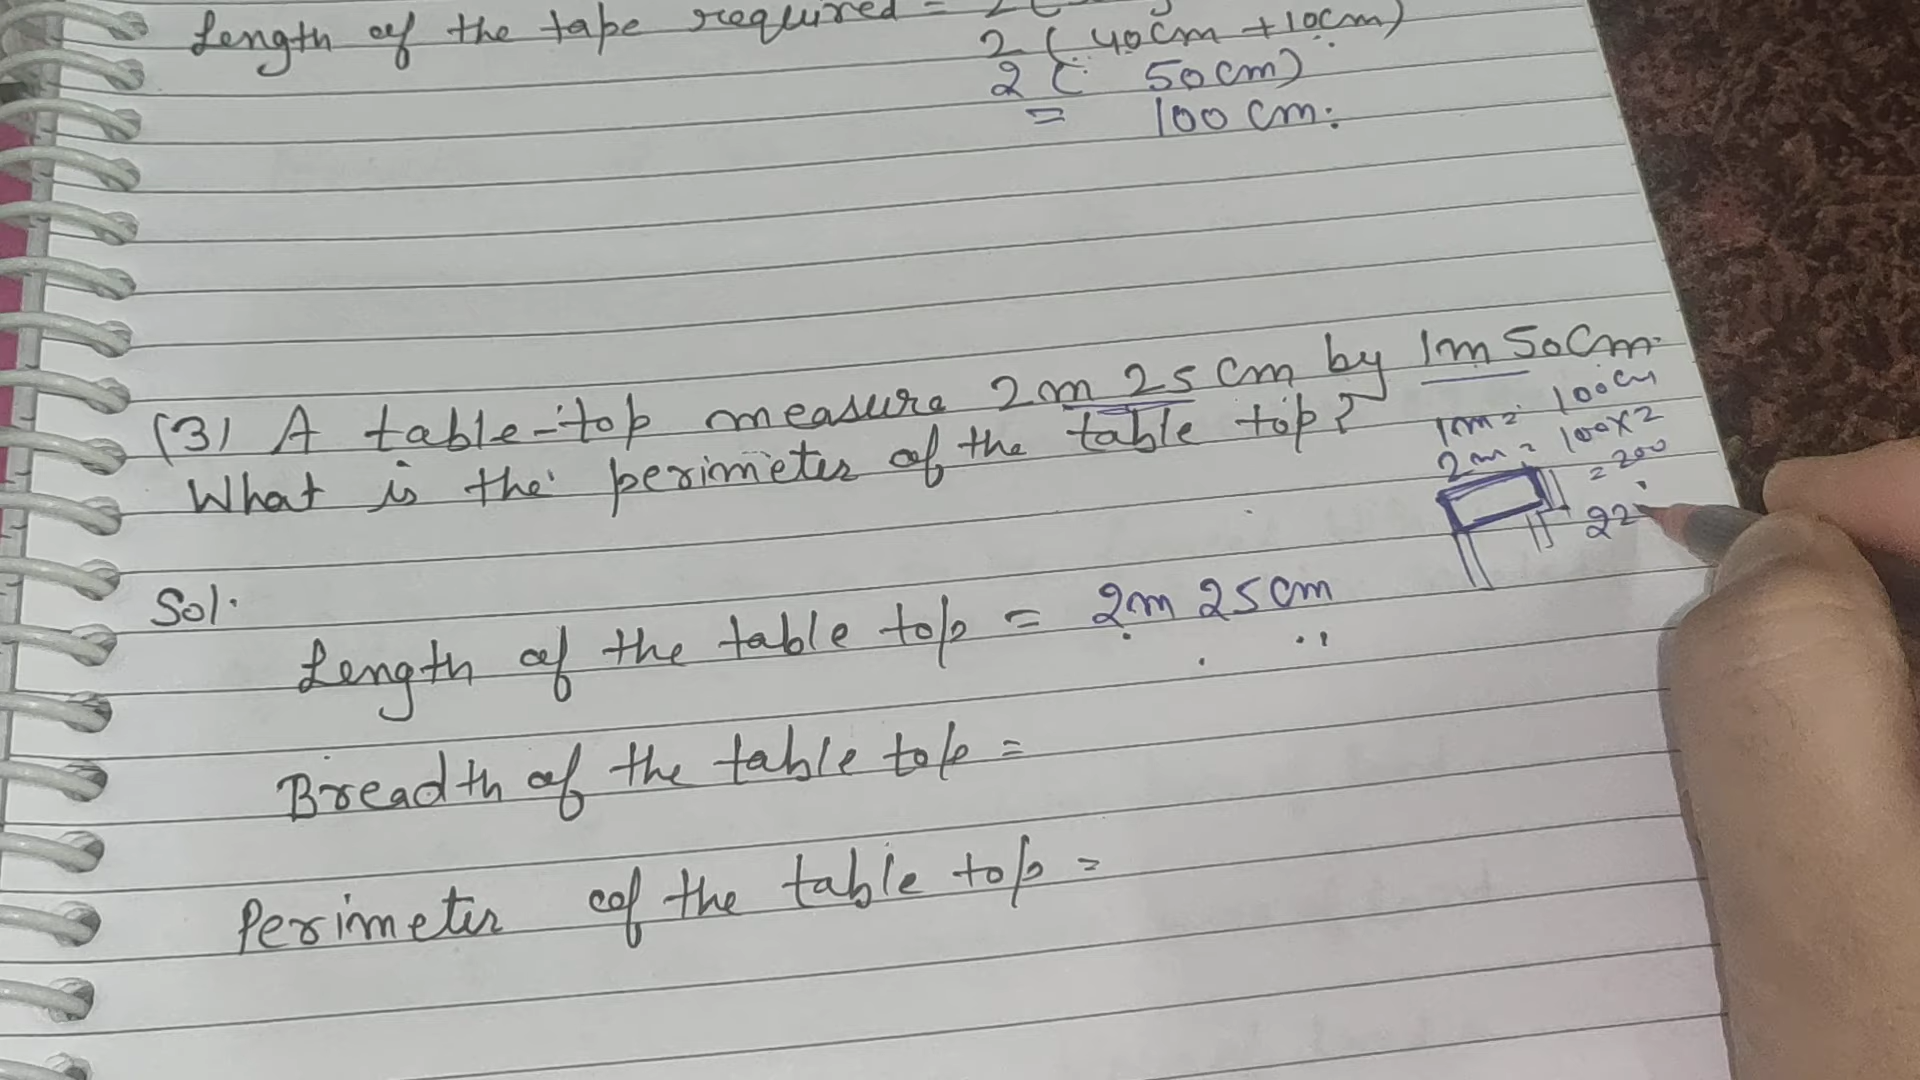 Length of the tape required = 2 (
2 ( 40cm + 10cm)
2 ( 50cm)
= 100 cm.
(3) A table-top measure 2m 25 cm by 1m 50cm.
What is the perimeter of the table top?
1m = 100cm
2m = 100x2
= 200
22
Sol.
Length of the table top = 2m 25cm
Breadth of the table top =
Perimeter of the table top =